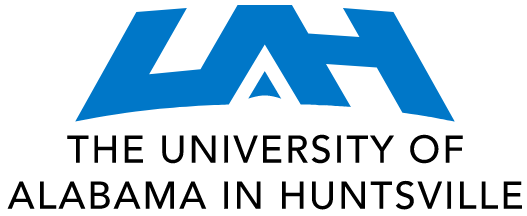 UAH
THE UNIVERSITY OF
ALABAMA IN HUNTSVILLE